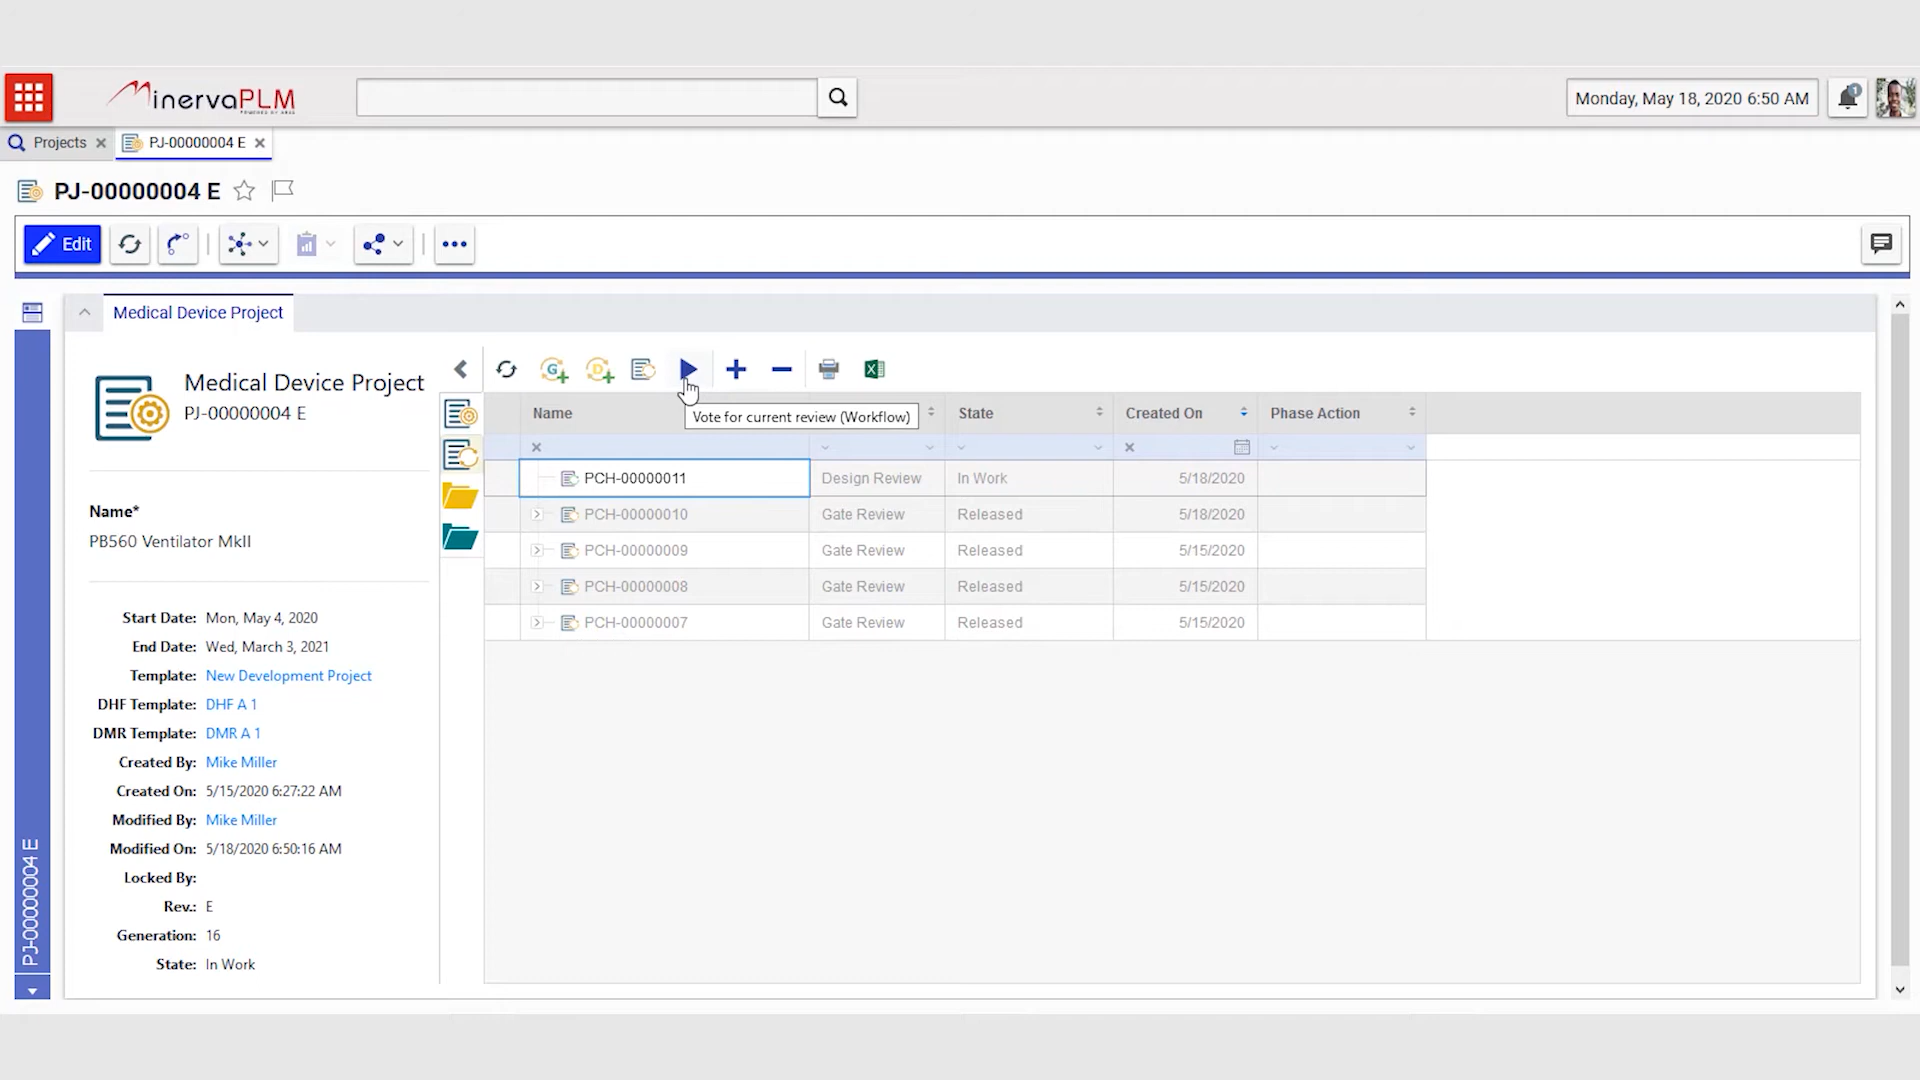 MinervaPLM
POWERED BY ARAS
Monday, May 18, 2020 6:50 AM
1
Projects
PJ-00000004 E
PJ-00000004 E
Edit
Medical Device Project
Medical Device Project
PJ-00000004 E
G
D
Vote for current review (Workflow)
Name
State
Created On
Phase Action
PCH-00000011 Design Review In Work 5/18/2020
PCH-00000010 Gate Review Released 5/18/2020
PCH-00000009 Gate Review Released 5/15/2020
PCH-00000008 Gate Review Released 5/15/2020
PCH-00000007 Gate Review Released 5/15/2020
Name*
PB560 Ventilator MkII
Start Date: Mon, May 4, 2020
End Date: Wed, March 3, 2021
Template: New Development Project
DHF Template: DHF A 1
DMR Template: DMR A 1
Created By: Mike Miller
Created On: 5/15/2020 6:27:22 AM
Modified By: Mike Miller
Modified On: 5/18/2020 6:50:16 AM
Locked By:
Rev.: E
Generation: 16
State: In Work
PJ-00000004 E